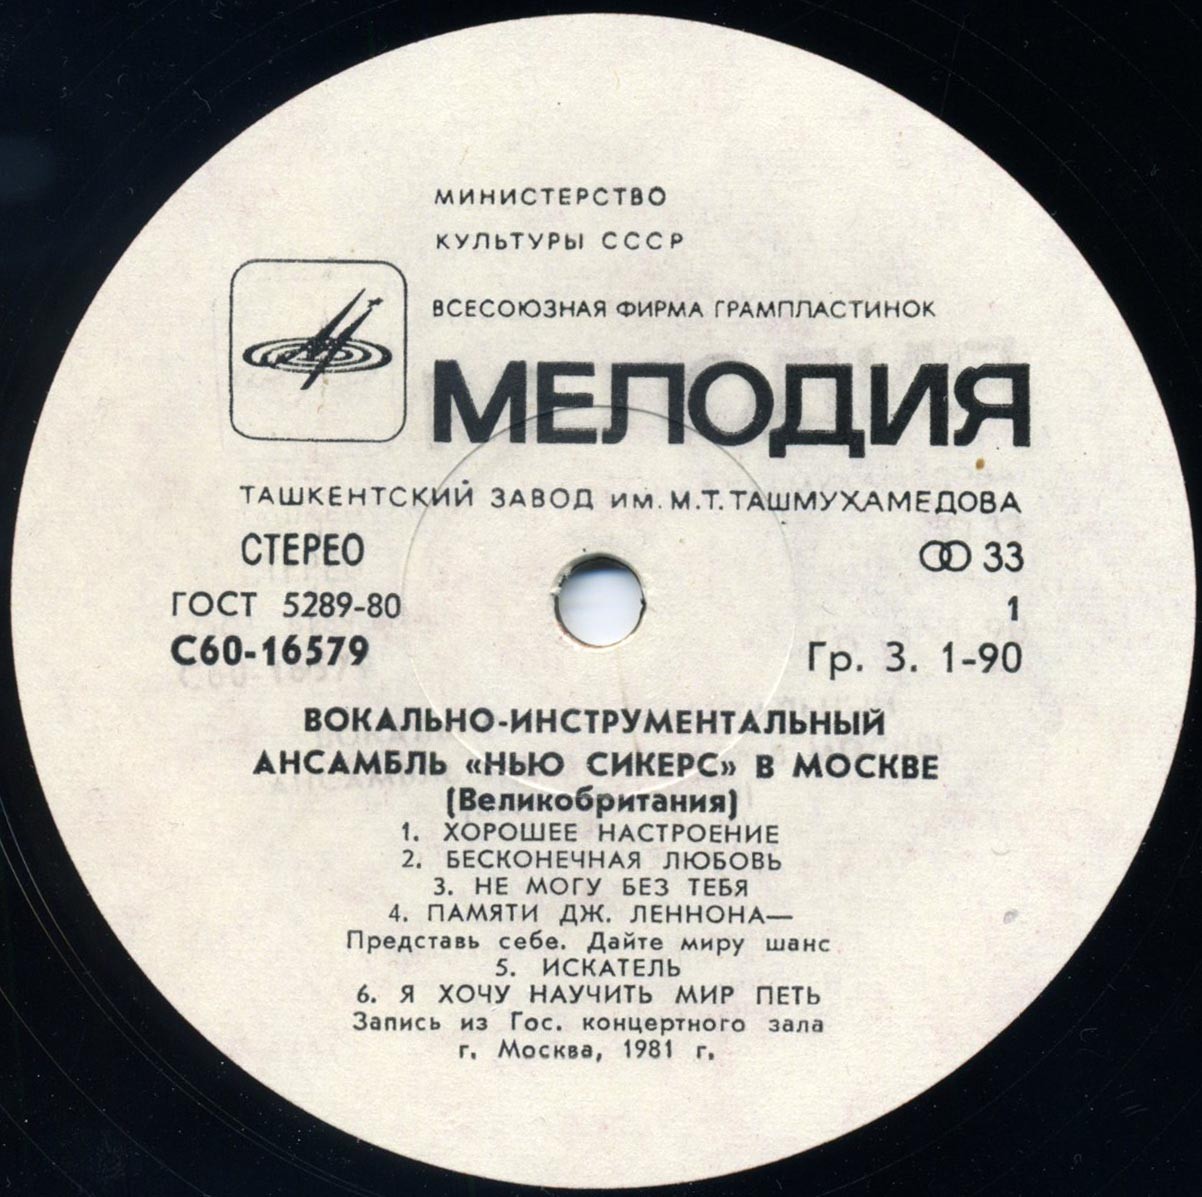 МИНИСТЕРСТВО
КУЛЬТУРЫ СССР
ВСЕСОЮЗНАЯ ФИРМА ГРАМПЛАСТИНОК
МЕЛОДИЯ
ТАШКЕНТСКИЙ ЗАВОД ИМ. М.Т. ТАШМУХАМЕДОВА
СТЕРЕО 33
ГОСТ 5289-80 1
С60-16579 Гр. 3. 1-90
ВОКАЛЬНО-ИНСТРУМЕНТАЛЬНЫЙ
АНСАМБЛЬ «НЬЮ СИКЕРС» В МОСКВЕ
(Великобритания)
1. ХОРОШЕЕ НАСТРОЕНИЕ
2. БЕСКОНЕЧНАЯ ЛЮБОВЬ
3. НЕ МОГУ БЕЗ ТЕБЯ
4. ПАМЯТИ ДЖ. ЛЕННОНА—
Представь себе. Дайте миру шанс
5. ИСКАТЕЛЬ
6. Я ХОЧУ НАУЧИТЬ МИР ПЕТЬ
Запись из Гос. концертного зала
г. Москва, 1981 г.